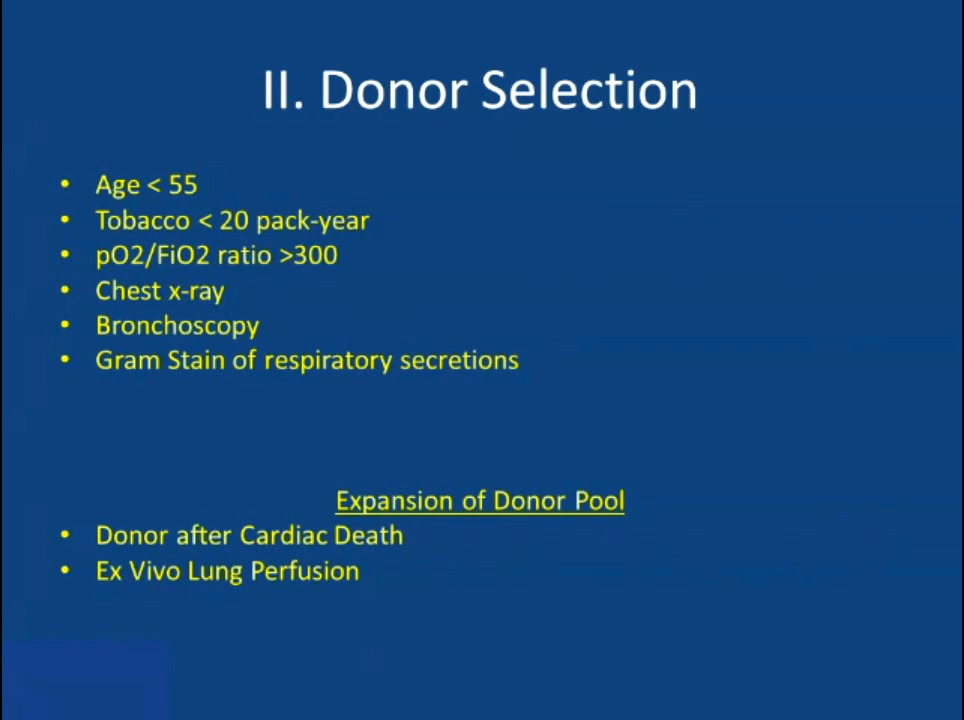 II. Donor Selection
• Age < 55
• Tobacco < 20 pack-year
• pO2/FiO2 ratio >300
• Chest x-ray
• Bronchoscopy
• Gram Stain of respiratory secretions
Expansion of Donor Pool
• Donor after Cardiac Death
• Ex Vivo Lung Perfusion